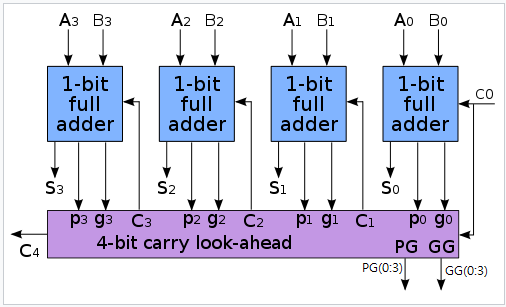 A3 B3 A2 B2 A1 B1 A0 B0
1-bit full adder
1-bit full adder
1-bit full adder
1-bit full adder
C0
S3 S2 S1 S0
p3 g3 C3 p2 g2 C2 p1 g1 C1 p0 g0
4-bit carry look-ahead
PG GG
C4
PG(0:3) GG(0:3)